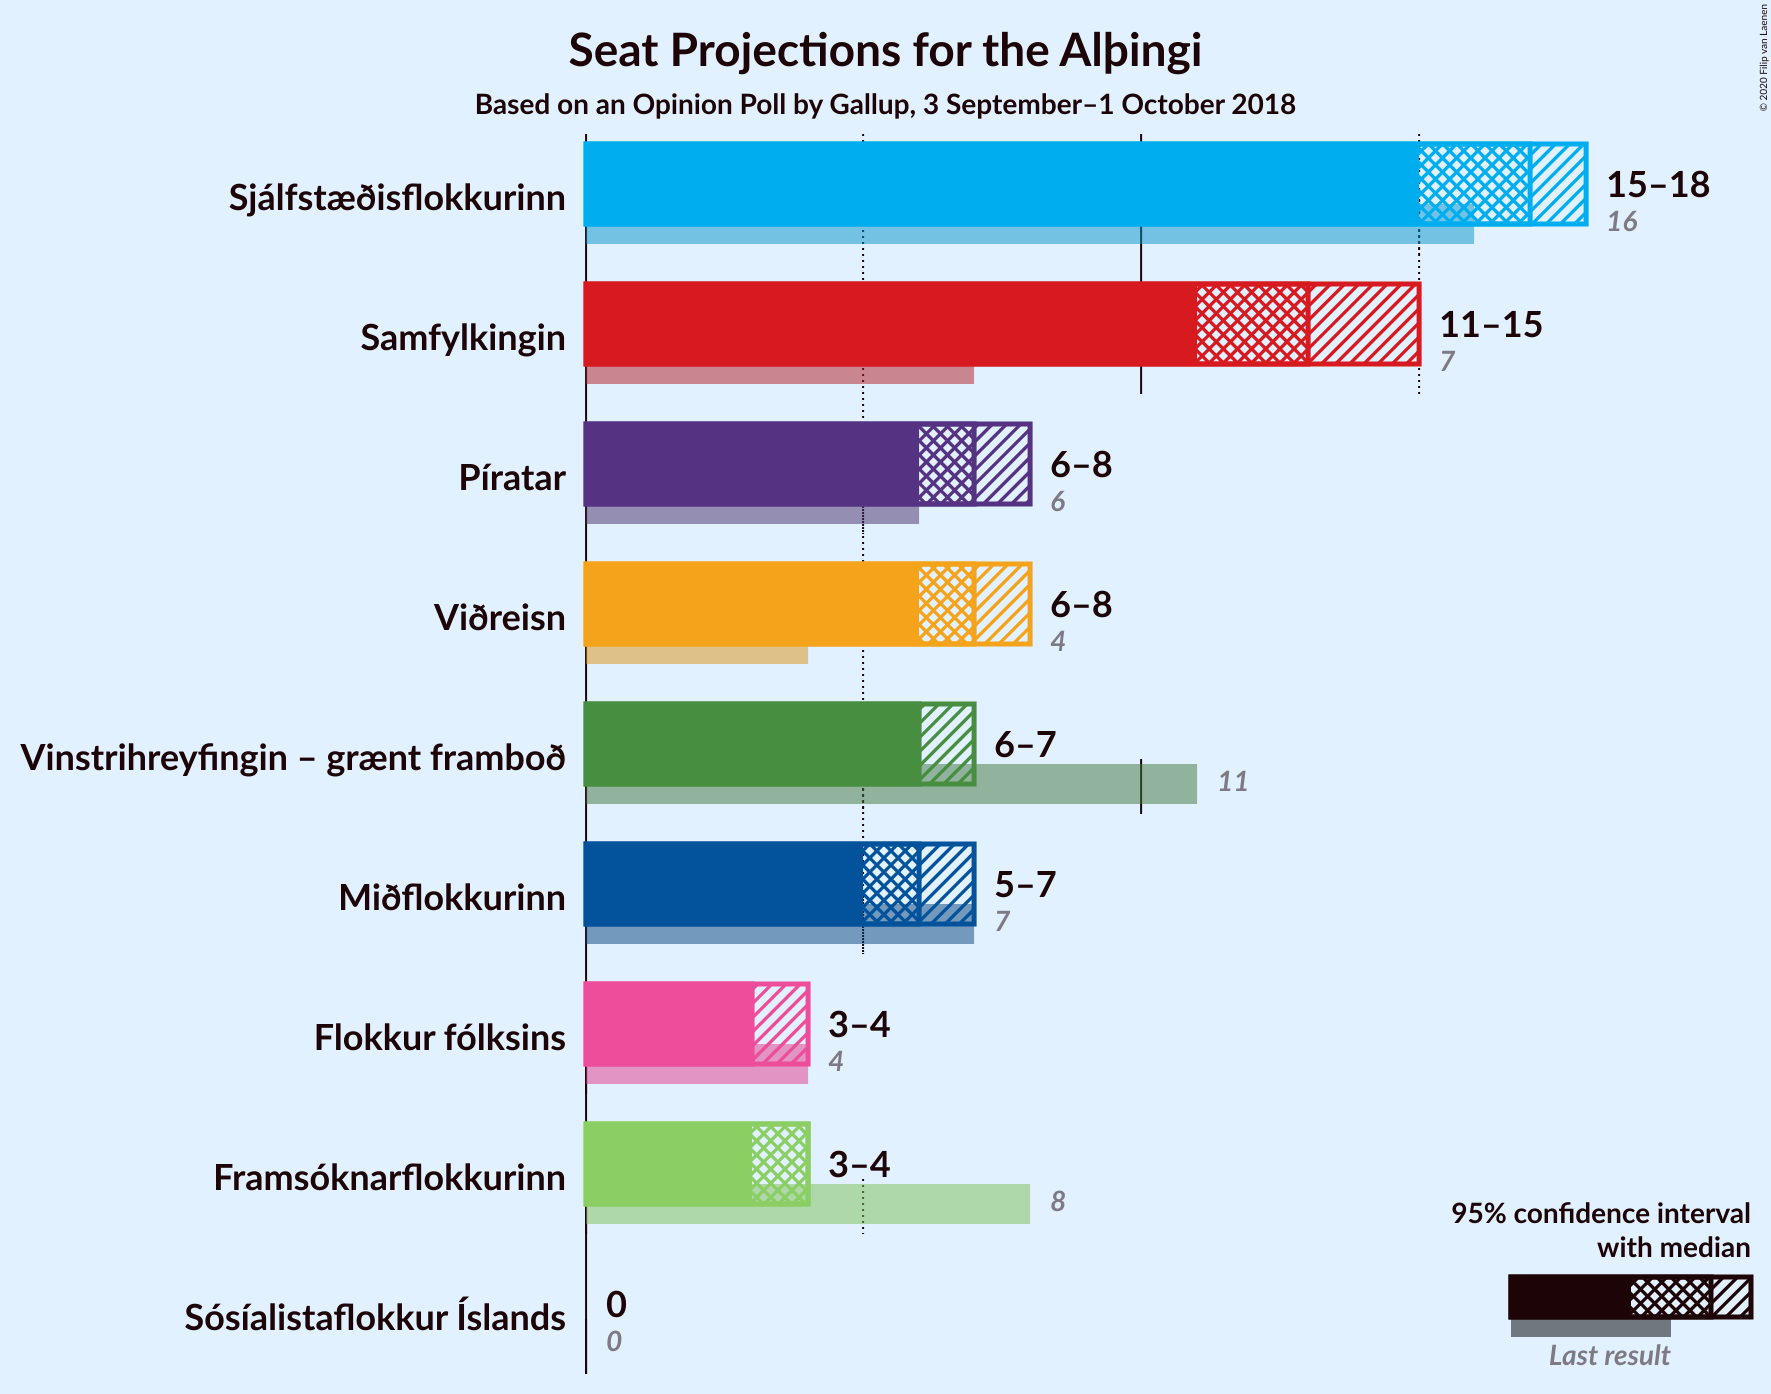 Seat Projections for the Alþingi
Based on an Opinion Poll by Gallup, 3 September–1 October 2018
© 2020 Filip van Laenen
Sjálfstæðisflokkurinn
15–18
16
Samfylkingin
11–15
7
Píratar
6–8
6
Viðreisn
6–8
4
Vinstrihreyfingin – grænt framboð
6–7
11
Miðflokkurinn
5–7
7
Flokkur fólksins
3–4
4
Framsóknarflokkurinn
3–4
8
Sósíalistaflokkur Íslands
0
0
95% confidence interval
with median
Last result